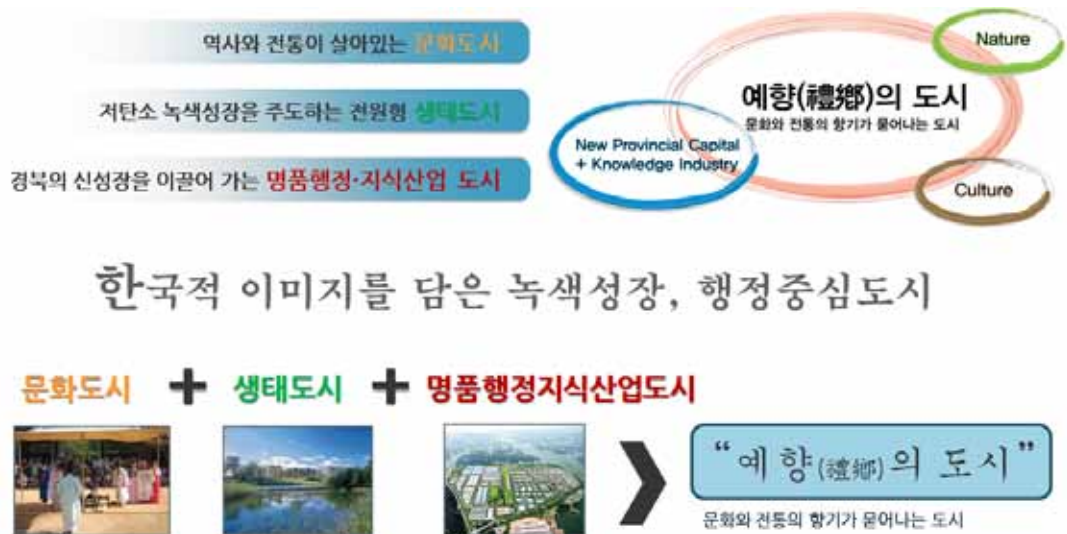 역사와 전통이 살아있는 문화도시
저탄소 녹색성장을 주도하는 전원형 생태도시
경북의 신성장을 이끌어 가는 명품행정·지식산업 도시
Nature
예향(禮鄕)의 도시
문화와 전통의 향기가 묻어나는 도시
New Provincial Capital
+ Knowledge Industry
Culture
한국적 이미지를 담은 녹색성장, 행정중심도시
문화도시 + 생태도시 + 명품행정지식산업도시
“예향(禮鄕)의 도시”
문화와 전통의 향기가 묻어나는 도시